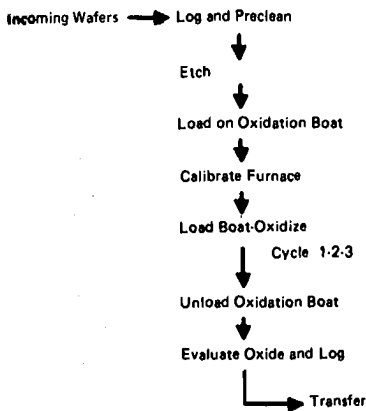 Incoming Wafers Log and Preclean
Etch
Load on Oxidation Boat
Calibrate Furnace
Load Boat-Oxidize
Cycle 1-2-3
Unload Oxidation Boat
Evaluate Oxide and Log
Transfer